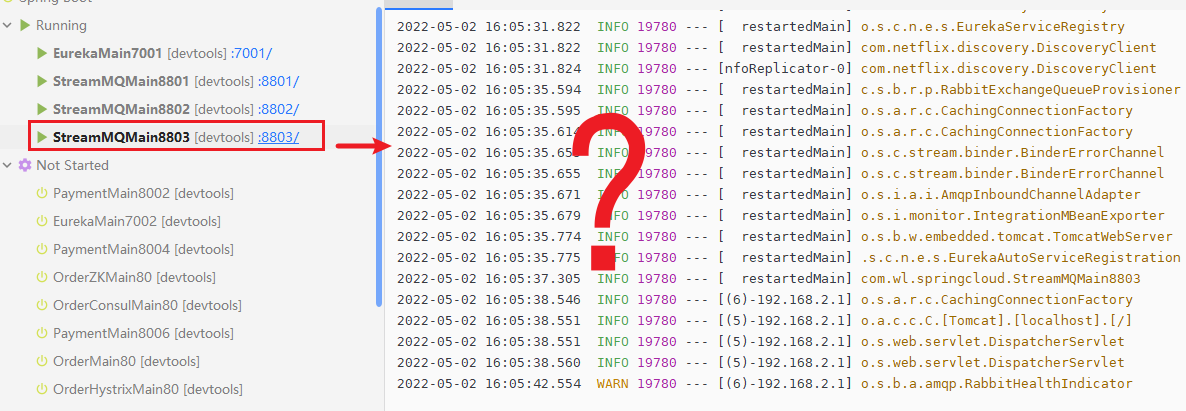 Spring Boot
Running
EurekaMain7001 [devtools] :7001/
StreamMQMain8801 [devtools] :8801/
StreamMQMain8802 [devtools] :8802/
StreamMQMain8803 [devtools] :8803/
Not Started
PaymentMain8002 [devtools]
EurekaMain7002 [devtools]
PaymentMain8004 [devtools]
OrderZKMain80 [devtools]
OrderConsulMain80 [devtools]
PaymentMain8006 [devtools]
OrderMain80 [devtools]
OrderHystrixMain80 [devtools]
2022-05-02 16:05:31.822 INFO 19780 --- [ restartedMain] o.s.c.n.e.s.EurekaServiceRegistry
2022-05-02 16:05:31.822 INFO 19780 --- [ restartedMain] com.netflix.discovery.DiscoveryClient
2022-05-02 16:05:31.824 INFO 19780 --- [nfoReplicator-0] com.netflix.discovery.DiscoveryClient
2022-05-02 16:05:35.594 INFO 19780 --- [ restartedMain] c.s.b.r.p.RabbitExchangeQueueProvisioner
2022-05-02 16:05:35.595 INFO 19780 --- [ restartedMain] o.s.a.r.c.CachingConnectionFactory
2022-05-02 16:05:35.614 INFO 19780 --- [ restartedMain] o.s.a.r.c.CachingConnectionFactory
2022-05-02 16:05:35.65 INFO 19780 --- [ restartedMain] o.s.c.stream.binder.BinderErrorChannel
2022-05-02 16:05:35.655 INFO 19780 --- [ restartedMain] o.s.c.stream.binder.BinderErrorChannel
2022-05-02 16:05:35.671 INFO 19780 --- [ restartedMain] o.s.i.a.i.AmqpInboundChannelAdapter
2022-05-02 16:05:35.679 INFO 19780 --- [ restartedMain] o.s.i.monitor.IntegrationMBeanExporter
2022-05-02 16:05:35.774 INFO 19780 --- [ restartedMain] o.s.b.w.embedded.tomcat.TomcatWebServer
2022-05-02 16:05:35.775 INFO 19780 --- [ restartedMain] .s.c.n.e.s.EurekaAutoServiceRegistration
2022-05-02 16:05:37.305 INFO 19780 --- [ restartedMain] com.wl.springcloud.StreamMQMain8803
2022-05-02 16:05:38.546 INFO 19780 --- [(6)-192.168.2.1] o.s.a.r.c.CachingConnectionFactory
2022-05-02 16:05:38.551 INFO 19780 --- [(5)-192.168.2.1] o.a.c.c.C.[Tomcat].[localhost].[/]
2022-05-02 16:05:38.551 INFO 19780 --- [(5)-192.168.2.1] o.s.web.servlet.DispatcherServlet
2022-05-02 16:05:38.560 INFO 19780 --- [(5)-192.168.2.1] o.s.web.servlet.DispatcherServlet
2022-05-02 16:05:42.554 WARN 19780 --- [(6)-192.168.2.1] o.s.b.a.amqp.RabbitHealthIndicator
?